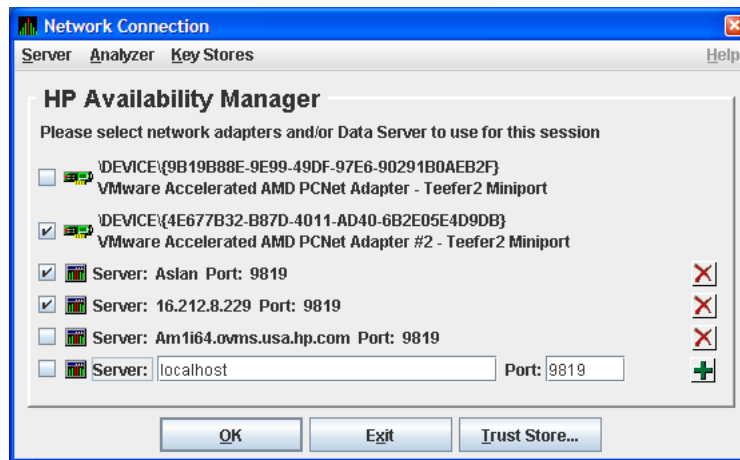 Network Connection
Server Analyzer Key Stores Help
HP Availability Manager
Please select network adapters and/or Data Server to use for this session
\DEVICE\{9B19B88E-9E99-49DF-97E6-90291B0AEB2F}
VMware Accelerated AMD PCNet Adapter - Teefer2 Miniport
\DEVICE\{4E677B32-B87D-4011-AD40-6B2E05E4D9DB}
VMware Accelerated AMD PCNet Adapter #2 - Teefer2 Miniport
Server: Aslan Port: 9819
Server: 16.212.8.229 Port: 9819
Server: Am1i64.ovms.usa.hp.com Port: 9819
Server: localhost Port: 9819
OK Exit Trust Store...